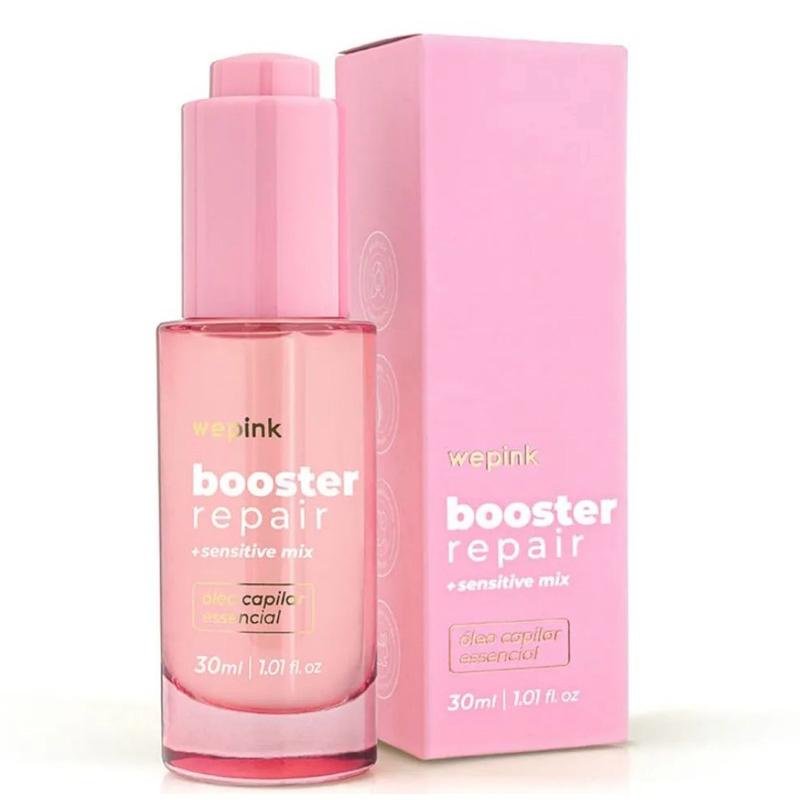 wepink
booster
repair
+sensitive mix
óleo capilar
essencial
30ml | 1.01 fl. oz
wepink
booster
repair
+sensitive mix
óleo capilar
essencial
30ml | 1.01 fl. oz